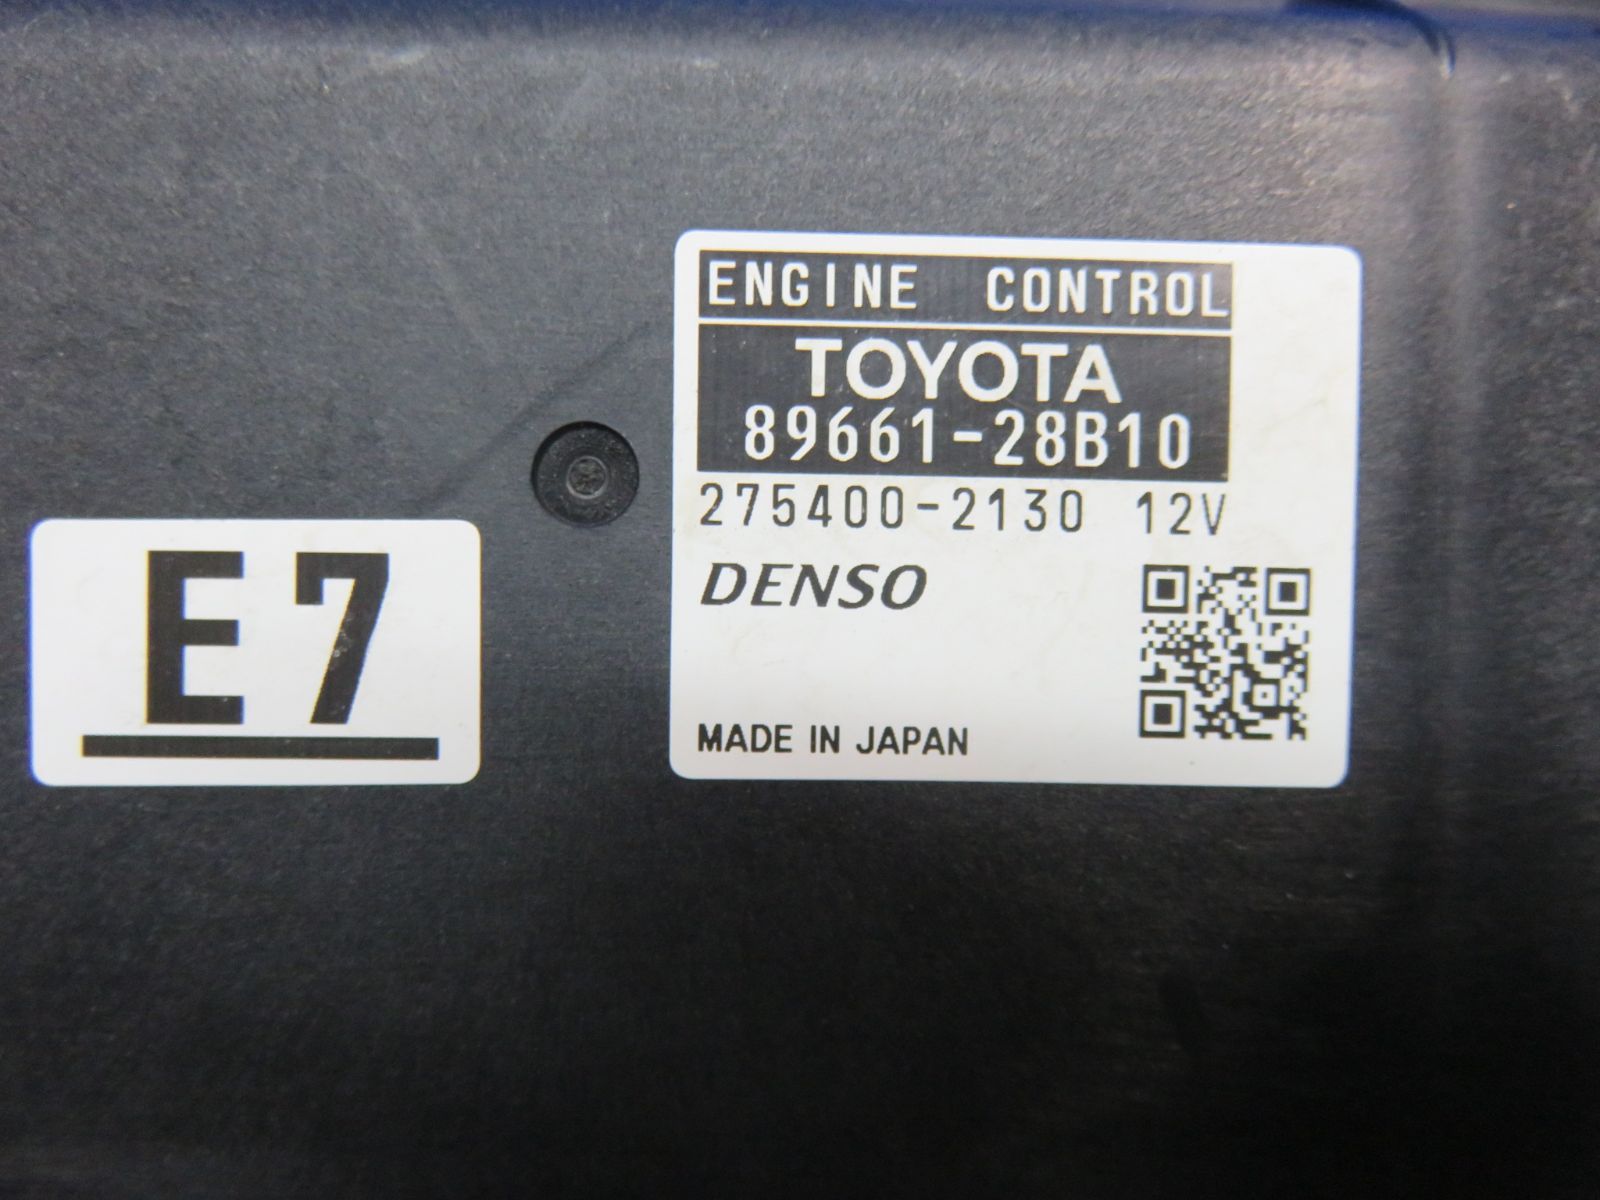 ENGINE CONTROL
TOYOTA
89661-28B10
275400-2130 12V
DENSO
MADE IN JAPAN
E7